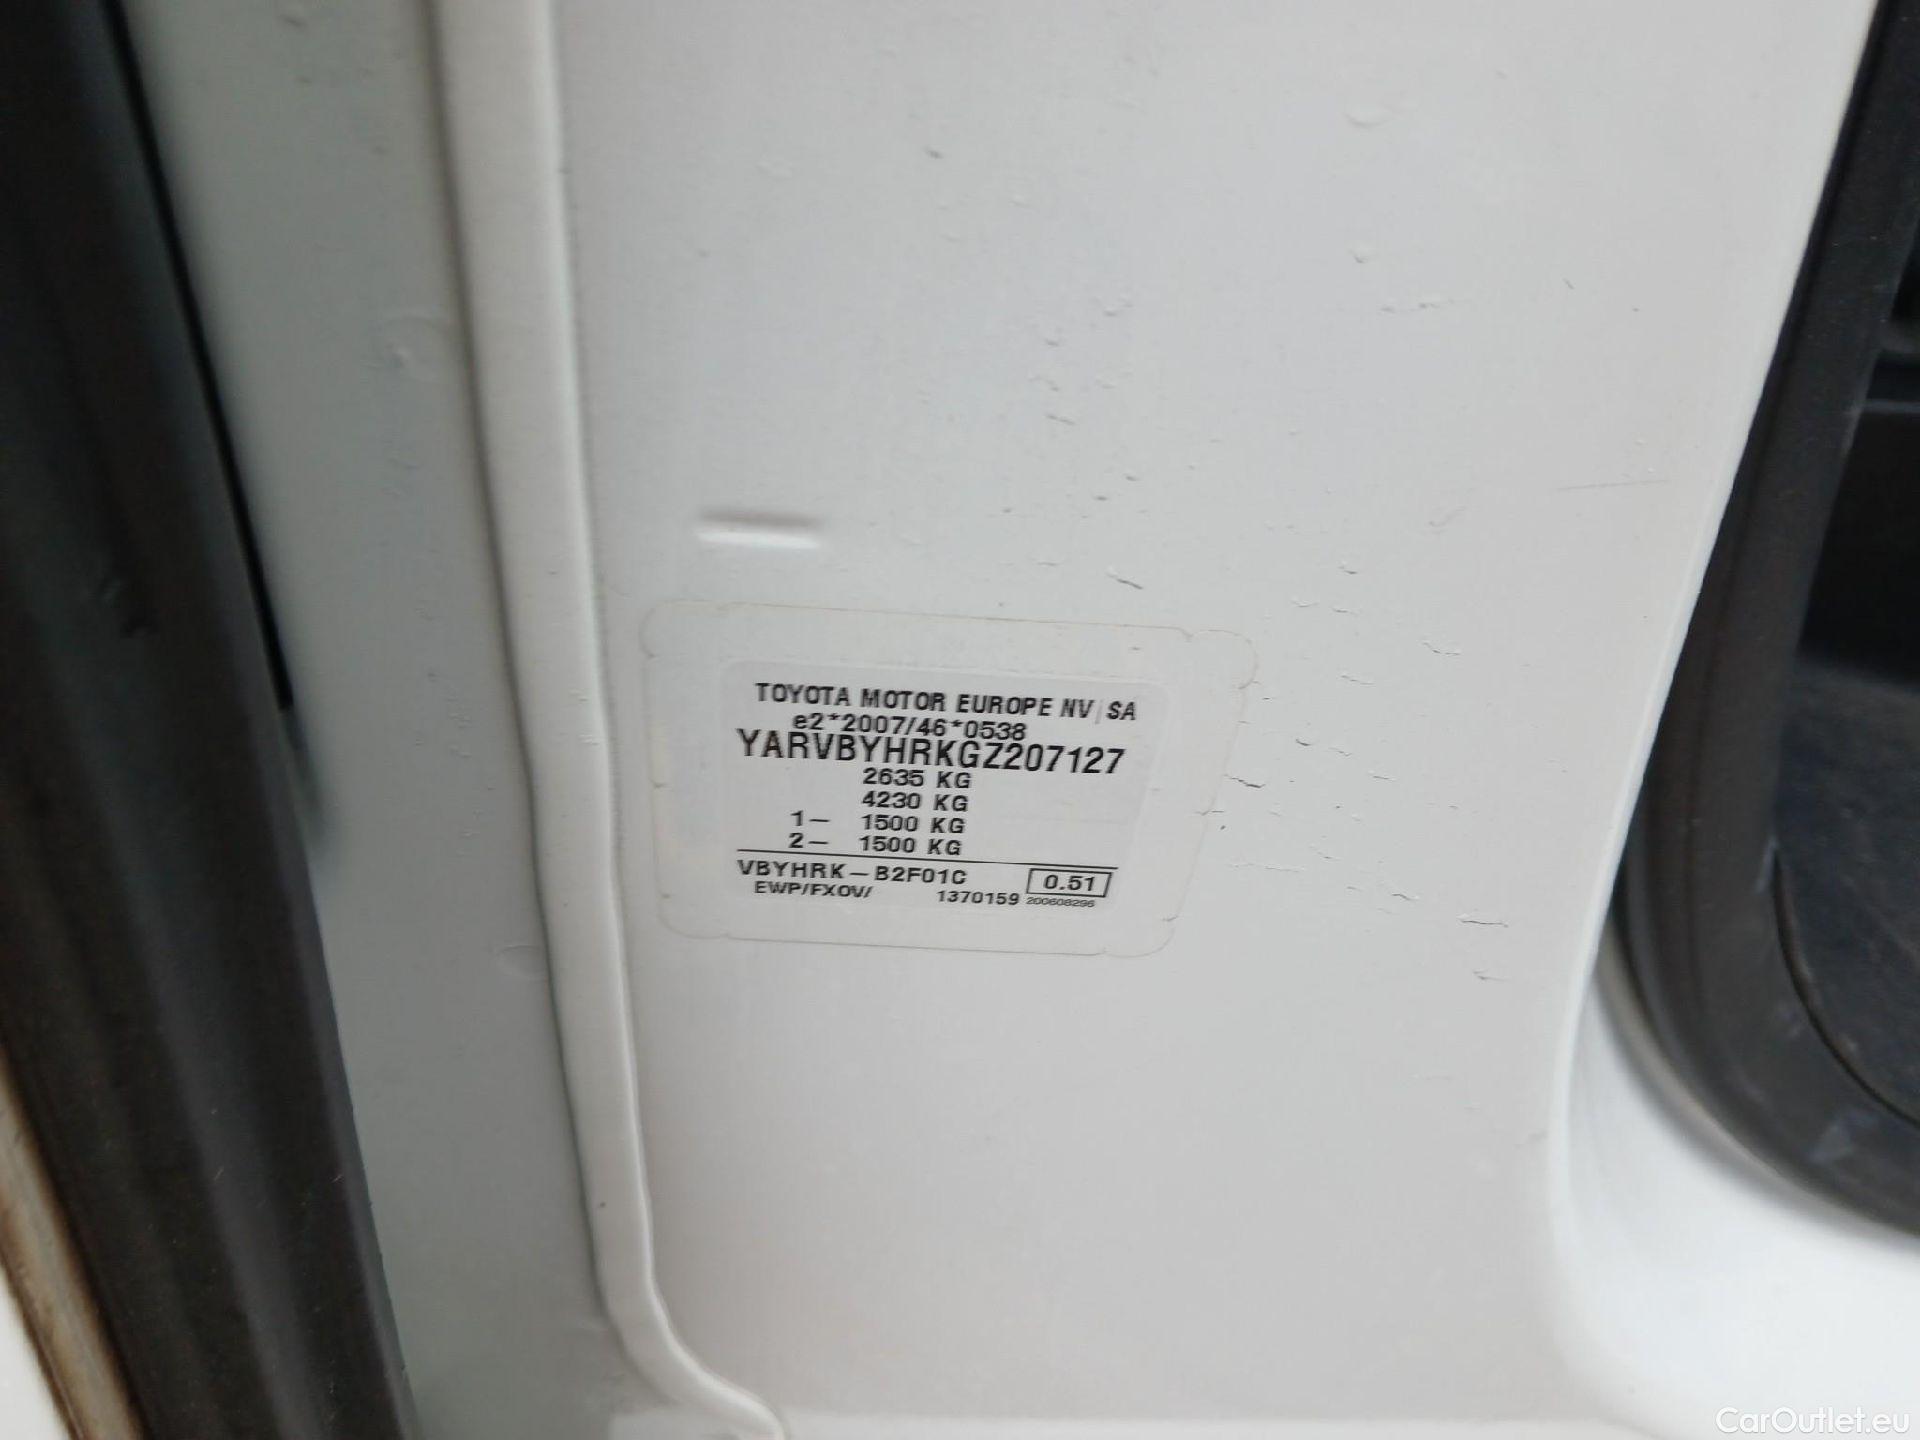 TOYOTA MOTOR EUROPE NV/SA
e2*2007/46*0538
YARVBYHRKGZ207127
2635 KG
4230 KG
1— 1500 KG
2— 1500 KG
VBYHRK—B2F01C 0.51
EWP/FXOV/ 1370159 200608296
CarOutlet.eu